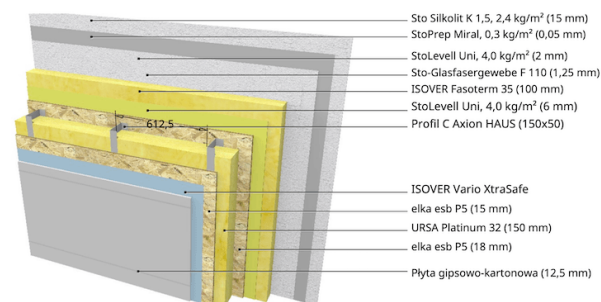 Sto Silkolit K 1,5, 2,4 kg/m² (15 mm)
StoPrep Miral, 0,3 kg/m² (0,05 mm)
StoLevell Uni, 4,0 kg/m² (2 mm)
Sto-Glasfasergewebe F 110 (1,25 mm)
ISOVER Fasoterm 35 (100 mm)
StoLevell Uni, 4,0 kg/m² (6 mm)
612,5
Profil C Axion HAUS (150x50)
ISOVER Vario XtraSafe
elka esb P5 (15 mm)
URSA Platinum 32 (150 mm)
elka esb P5 (18 mm)
Płyta gipsowo-kartonowa (12,5 mm)